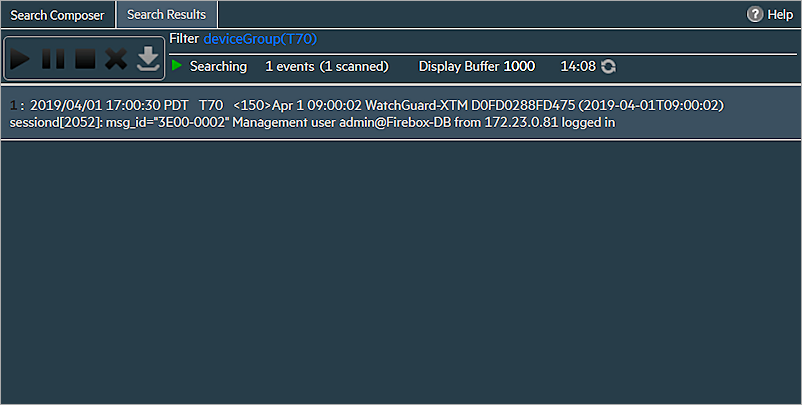 Search Composer Search Results Help
Filter deviceGroup(T70)
Searching 1 events (1 scanned) Display Buffer 1000 14:08
1 : 2019/04/01 17:00:30 PDT T70 <150>Apr 1 09:00:02 WatchGuard-XTM D0FD0288FD475 (2019-04-01T09:00:02)
sessiond[2052]: msg_id="3E00-0002" Management user admin@Firebox-DB from 172.23.0.81 logged in